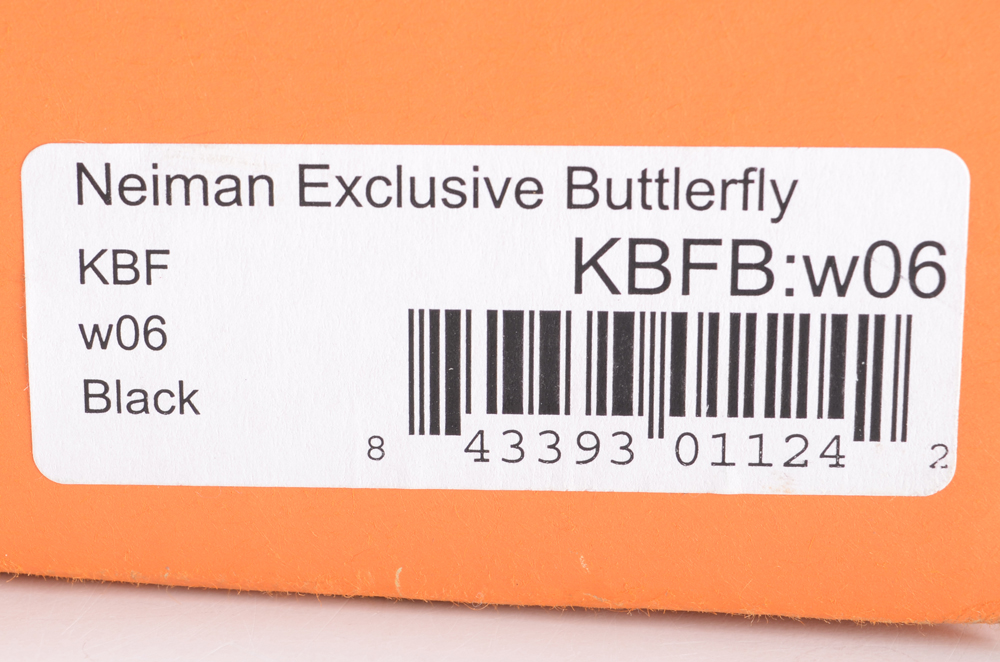 Neiman Exclusive Buttlerfly
KBF
KBFB:w06
w06
Black
8 43393 01124 2